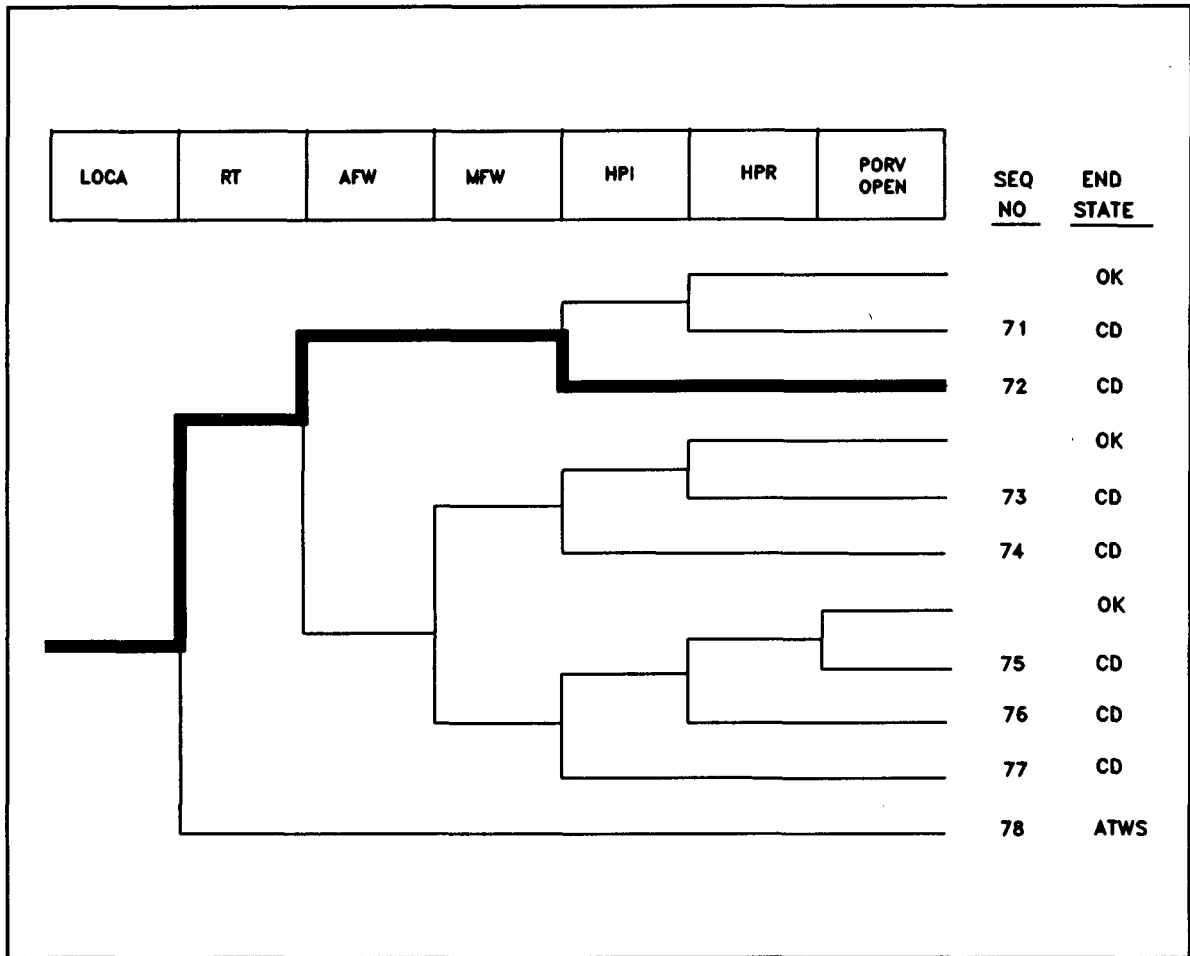 LOCA RT AFW MFW HPI HPR PORV OPEN
SEQ NO END STATE
OK
71 CD
72 CD
OK
73 CD
74 CD
OK
75 CD
76 CD
77 CD
78 ATWS